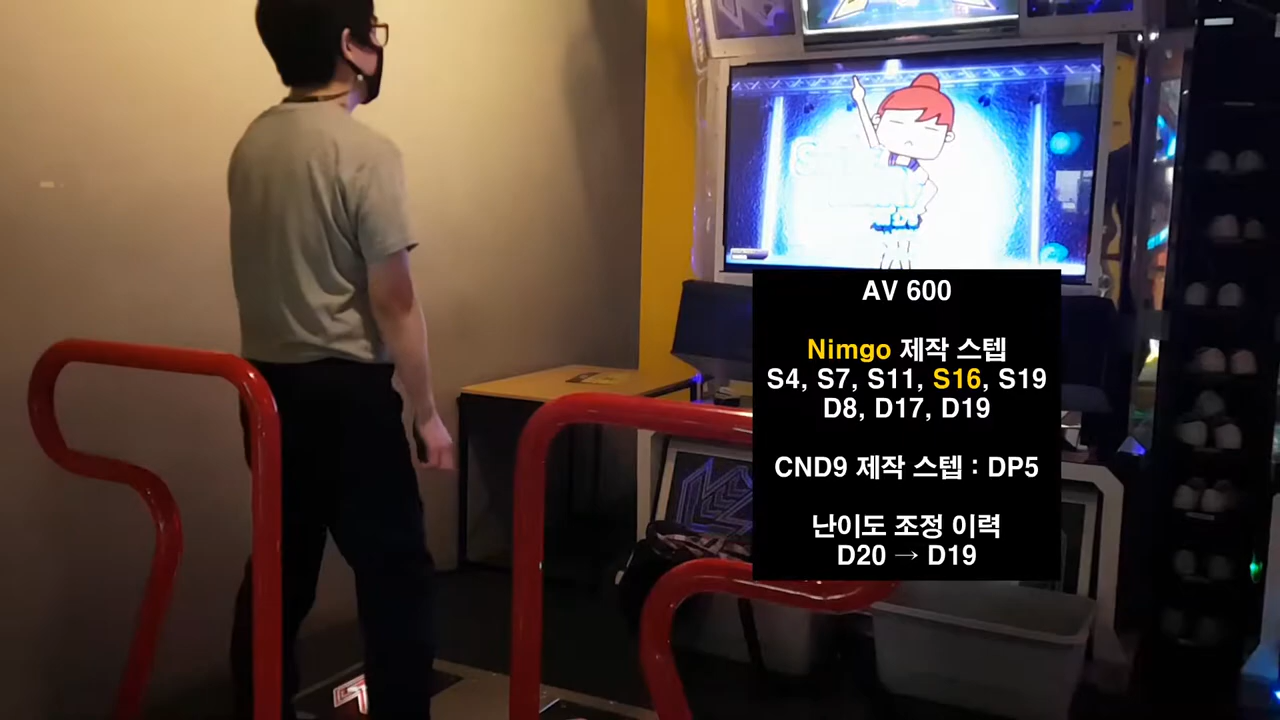 AV 600
Nimgo 제작 스텝
S4, S7, S11, S16, S19
D8, D17, D19
CND9 제작 스텝 : DP5
난이도 조정 이력
D20 → D19